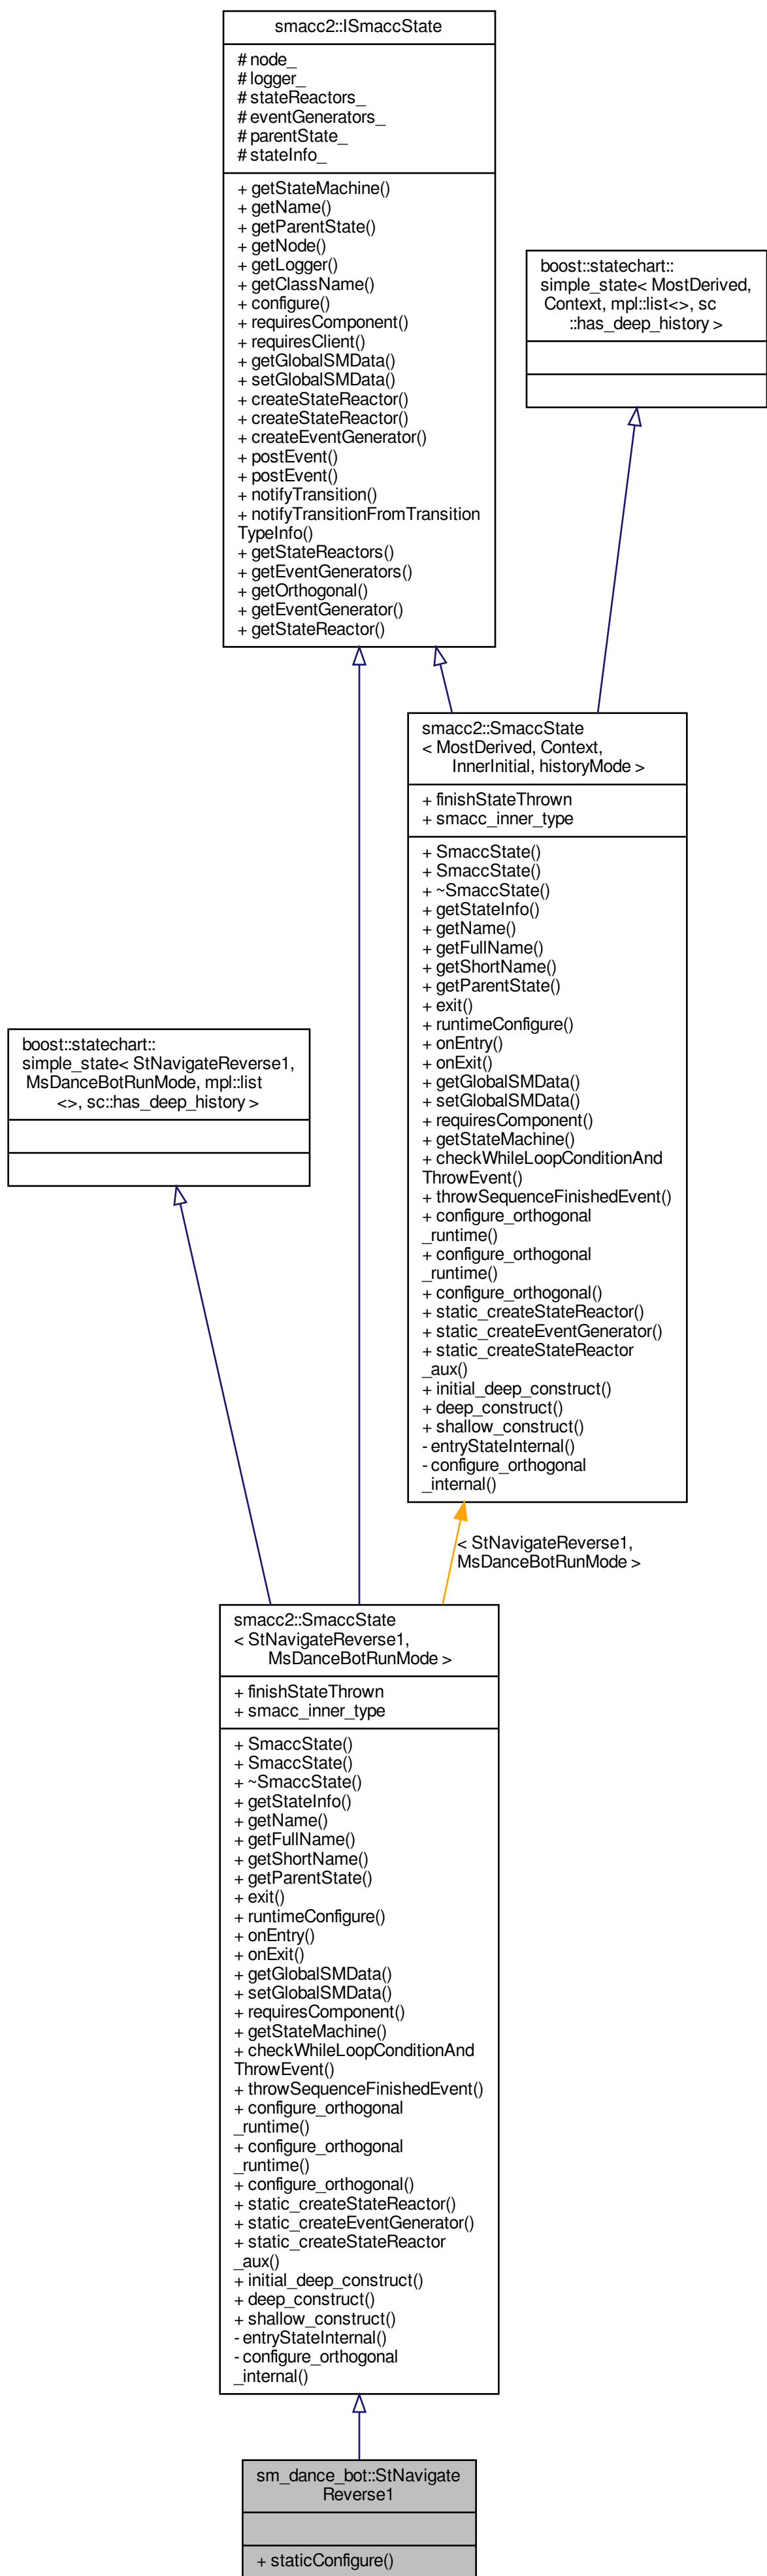 smacc2::ISmaccState
# node_
# logger_
# stateReactors_
# eventGenerators_
# parentState_
# stateInfo_
+ getStateMachine()
+ getName()
+ getParentState()
+ getNode()
+ getLogger()
+ getClassName()
+ configure()
+ requiresComponent()
+ requiresClient()
+ getGlobalSMData()
+ setGlobalSMData()
+ createStateReactor()
+ createStateReactor()
+ createEventGenerator()
+ postEvent()
+ postEvent()
+ notifyTransition()
+ notifyTransitionFromTransition
TypeInfo()
+ getStateReactors()
+ getEventGenerators()
+ getOrthogonal()
+ getEventGenerator()
+ getStateReactor()
boost::statechart::
simple_state< MostDerived,
Context, mpl::list<>, sc
::has_deep_history >
smacc2::SmaccState
< MostDerived, Context,
InnerInitial, historyMode >
+ finishStateThrown
+ smacc_inner_type
+ SmaccState()
+ SmaccState()
+ ~SmaccState()
+ getStateInfo()
+ getName()
+ getFullName()
+ getShortName()
+ getParentState()
+ exit()
+ runtimeConfigure()
+ onEntry()
+ onExit()
+ getGlobalSMData()
+ setGlobalSMData()
+ requiresComponent()
+ getStateMachine()
+ checkWhileLoopConditionAnd
ThrowEvent()
+ throwSequenceFinishedEvent()
+ configure_orthogonal
_runtime()
+ configure_orthogonal
_runtime()
+ configure_orthogonal()
+ static_createStateReactor()
+ static_createEventGenerator()
+ static_createStateReactor
_aux()
+ initial_deep_construct()
+ deep_construct()
+ shallow_construct()
- entryStateInternal()
- configure_orthogonal
_internal()
boost::statechart::
simple_state< StNavigateReverse1,
MsDanceBotRunMode, mpl::list
<>, sc::has_deep_history >
< StNavigateReverse1,
MsDanceBotRunMode >
smacc2::SmaccState
< StNavigateReverse1,
MsDanceBotRunMode >
+ finishStateThrown
+ smacc_inner_type
+ SmaccState()
+ SmaccState()
+ ~SmaccState()
+ getStateInfo()
+ getName()
+ getFullName()
+ getShortName()
+ getParentState()
+ exit()
+ runtimeConfigure()
+ onEntry()
+ onExit()
+ getGlobalSMData()
+ setGlobalSMData()
+ requiresComponent()
+ getStateMachine()
+ checkWhileLoopConditionAnd
ThrowEvent()
+ throwSequenceFinishedEvent()
+ configure_orthogonal
_runtime()
+ configure_orthogonal
_runtime()
+ configure_orthogonal()
+ static_createStateReactor()
+ static_createEventGenerator()
+ static_createStateReactor
_aux()
+ initial_deep_construct()
+ deep_construct()
+ shallow_construct()
- entryStateInternal()
- configure_orthogonal
_internal()
sm_dance_bot::StNavigate
Reverse1
+ staticConfigure()